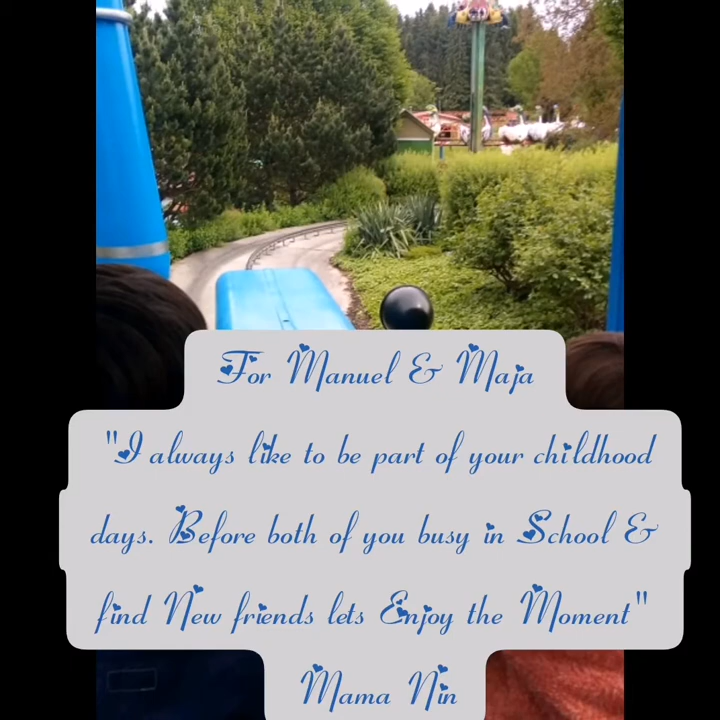 For Manuel & Maja
"I always like to be part of your childhood
days. Before both of you busy in School &
find New friends lets Enjoy the Moment"
Mama Nin